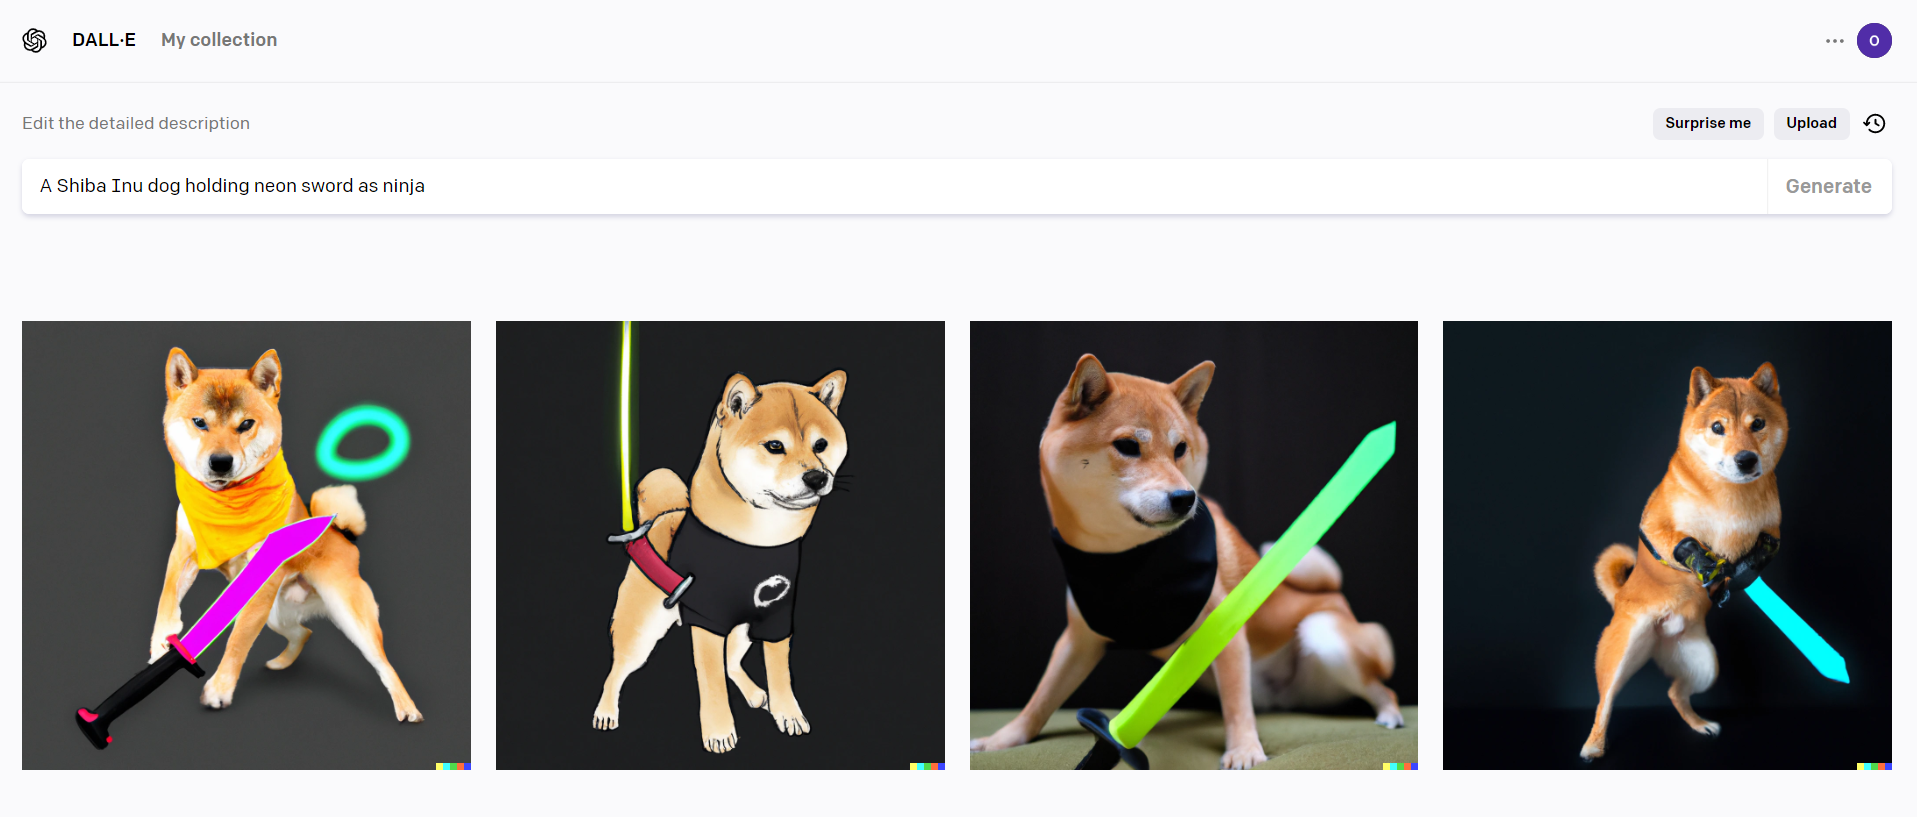 DALL·E My collection
O
Edit the detailed description
Surprise me Upload
A Shiba Inu dog holding neon sword as ninja
Generate